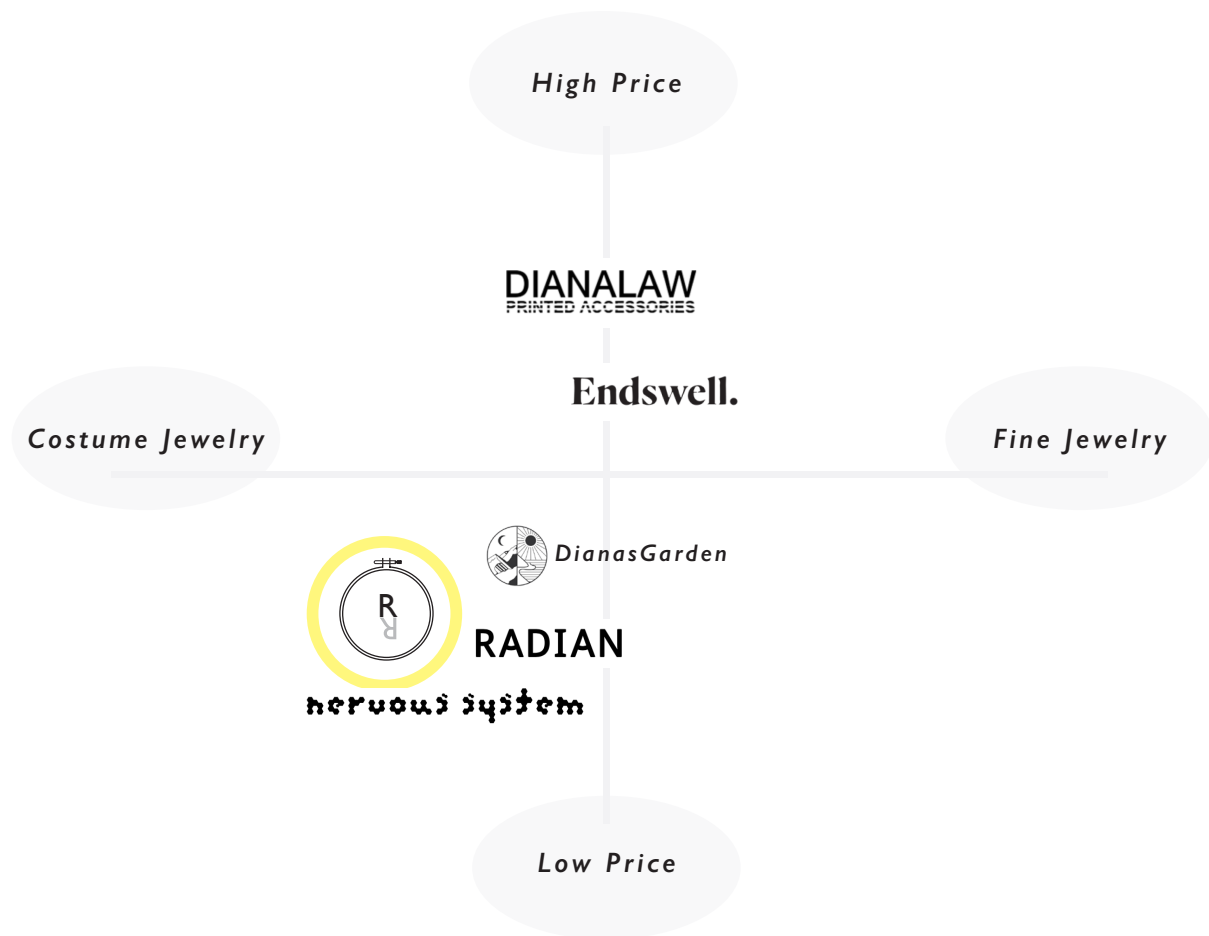 High Price
DIANALAW
PRINTED ACCESSORIES
Endswell.
Costume Jewelry
Fine Jewelry
DianasGarden
R
R
RADIAN
nervous system
Low Price